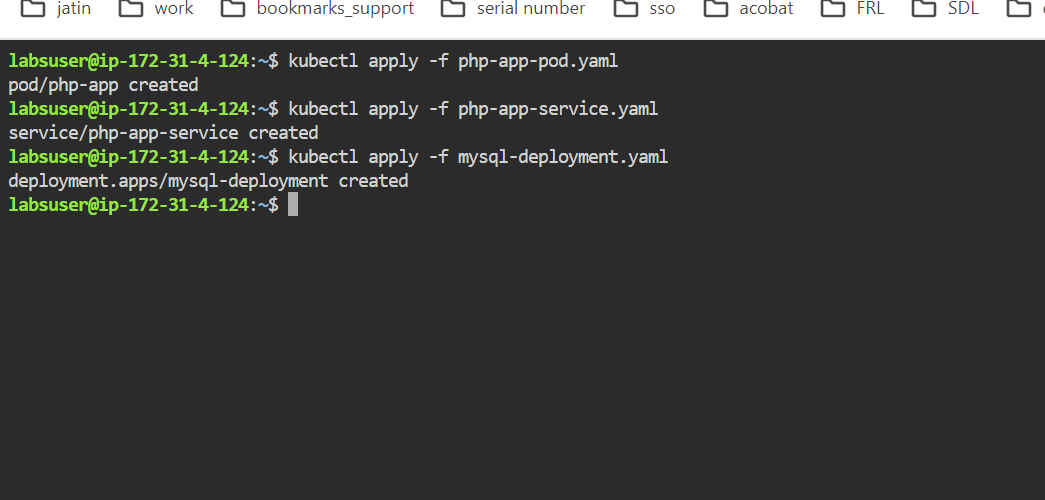 jatin work bookmarks_support serial number sso acobat FRL SDL
labsuser@ip-172-31-4-124:~$ kubectl apply -f php-app-pod.yaml
pod/php-app created
labsuser@ip-172-31-4-124:~$ kubectl apply -f php-app-service.yaml
service/php-app-service created
labsuser@ip-172-31-4-124:~$ kubectl apply -f mysql-deployment.yaml
deployment.apps/mysql-deployment created
labsuser@ip-172-31-4-124:~$